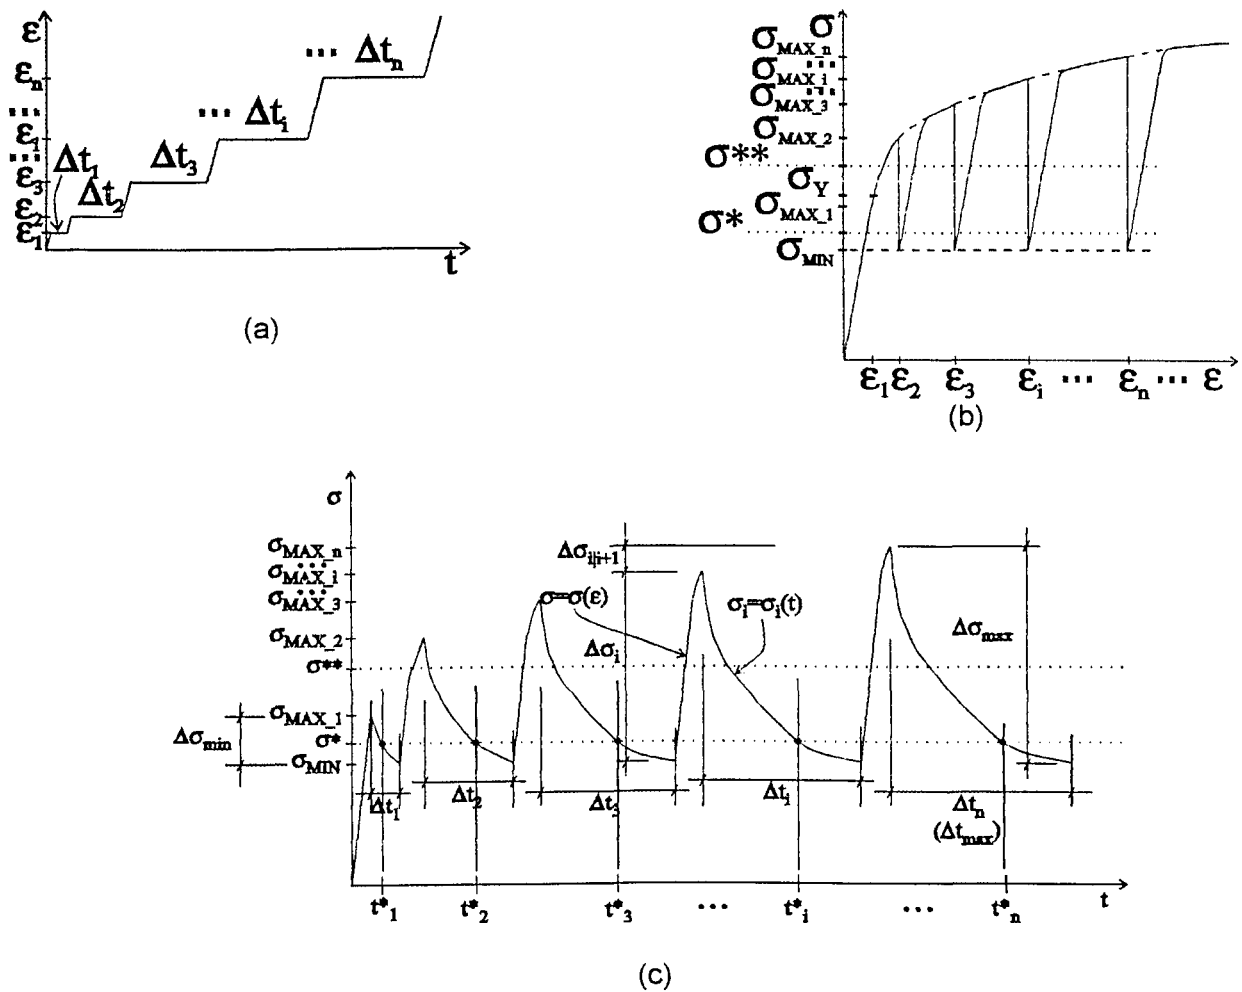 ε
εn
...
ε1
...
ε3
ε2
ε1
Δt1
Δt2
Δt3
... Δti
... Δtn
t
(a)
σ
σMAX_n
...
σMAX_i
...
σMAX_3
σMAX_2
σ**
σY
σMAX_1
σ*
σMIN
ε1 ε2 ε3 εi ... εn ... ε
(b)
σ
σMAX_n
...
σMAX_i
...
σMAX_3
σMAX_2
σ**
σMAX_1
σ*
σMIN
Δσmin
Δσi|i+1
σ=σ(ε)
σi=σi(t)
Δσi
Δσmax
Δt1 Δt2 Δt3 Δti Δtn
(Δtmax)
t*1 t*2 t*3 ... t*i ... t*n t
(c)